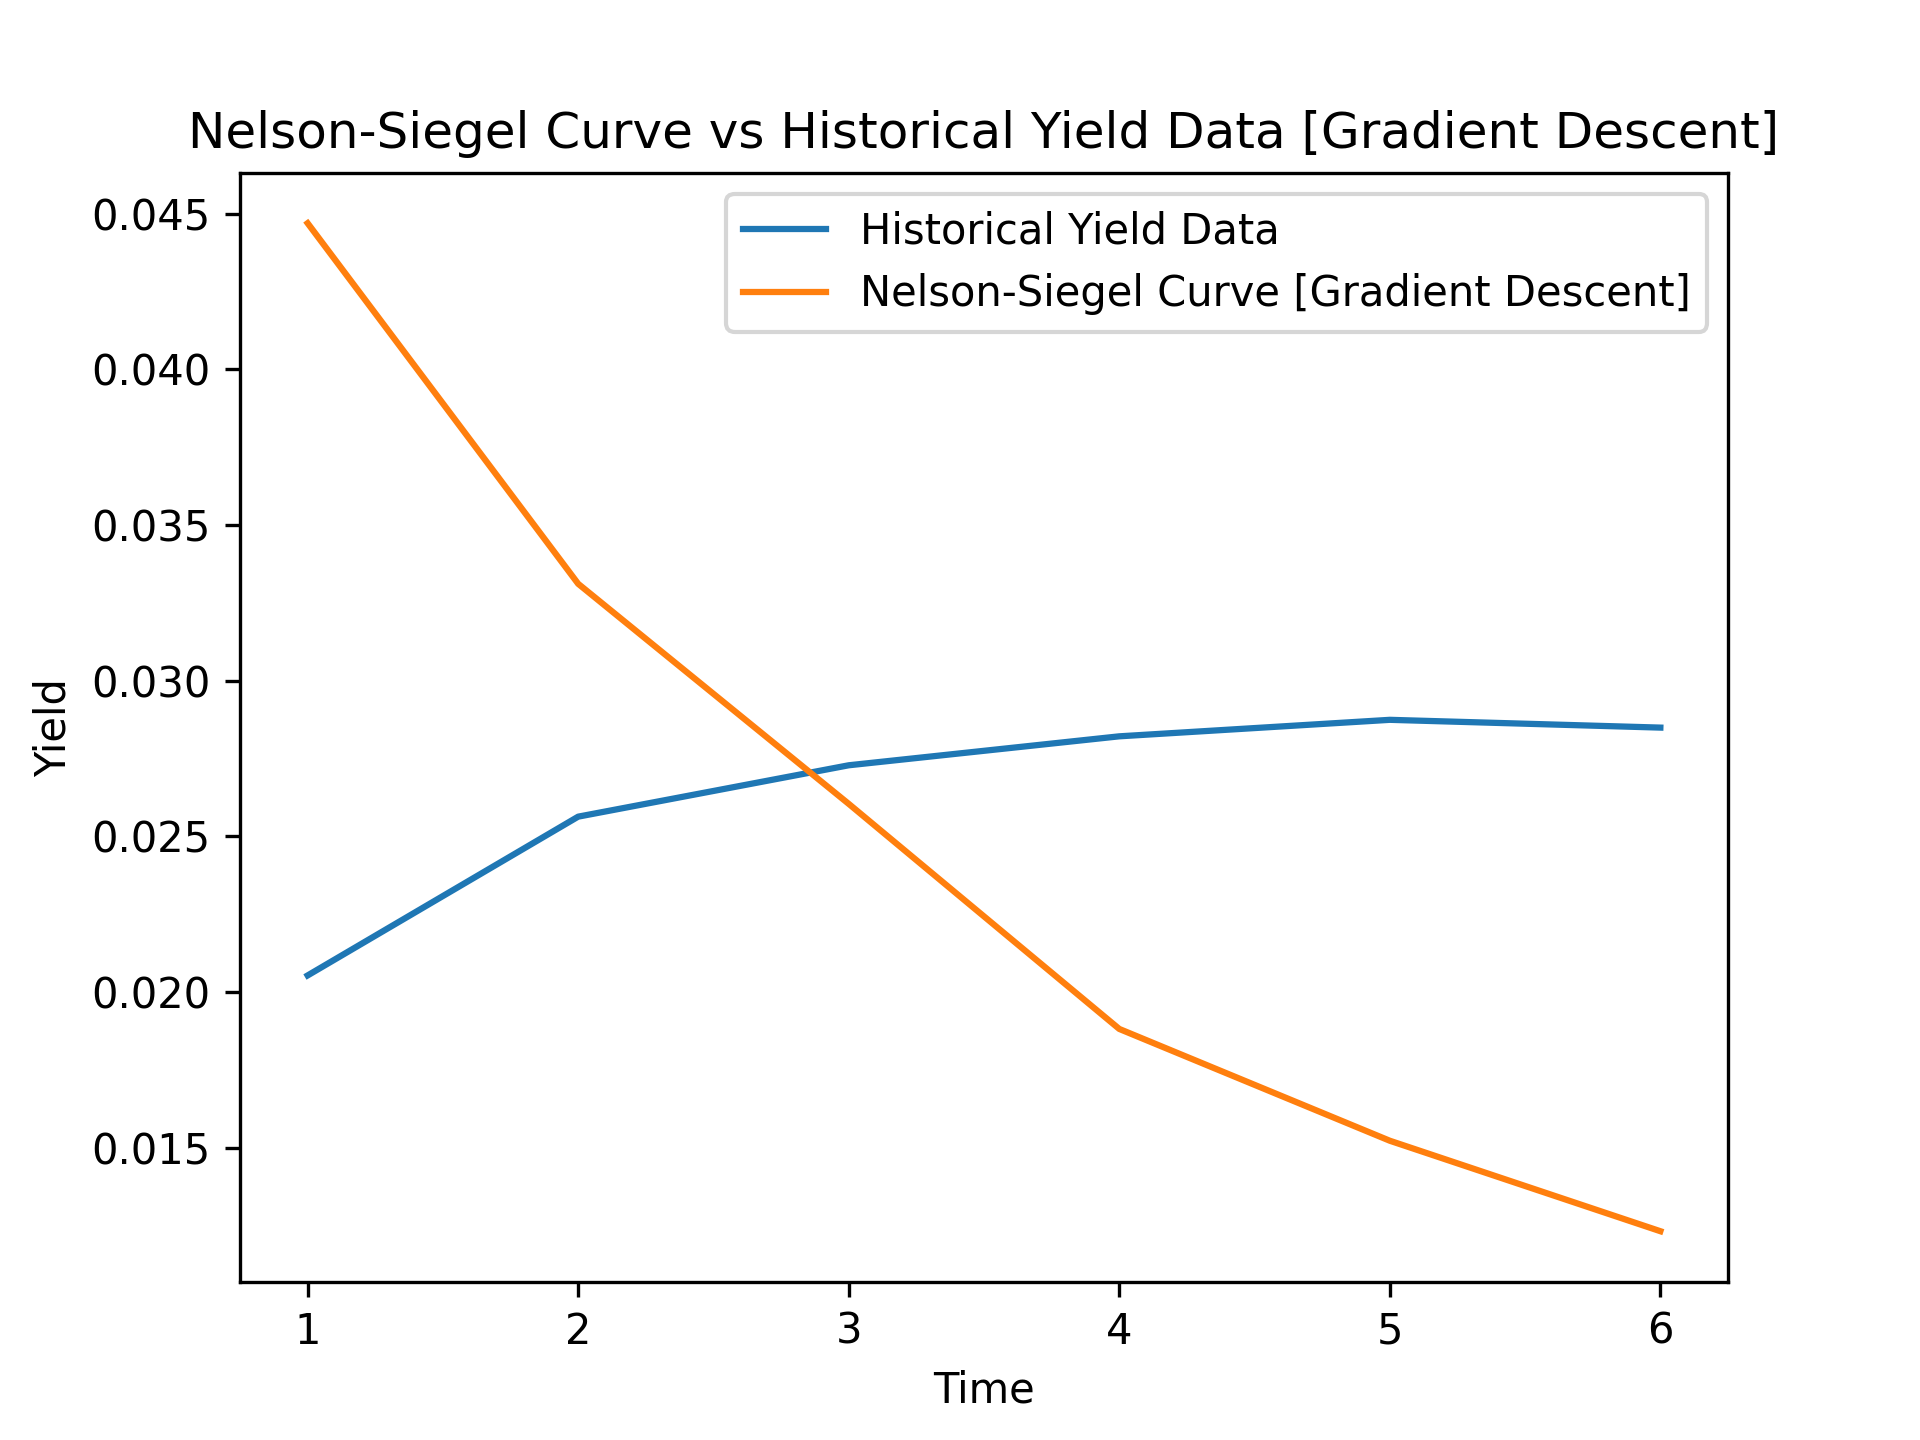 Nelson-Siegel Curve vs Historical Yield Data [Gradient Descent]
Historical Yield Data
Nelson-Siegel Curve [Gradient Descent]
0.045
0.040
0.035
0.030
0.025
0.020
0.015
Yield
1 2 3 4 5 6
Time